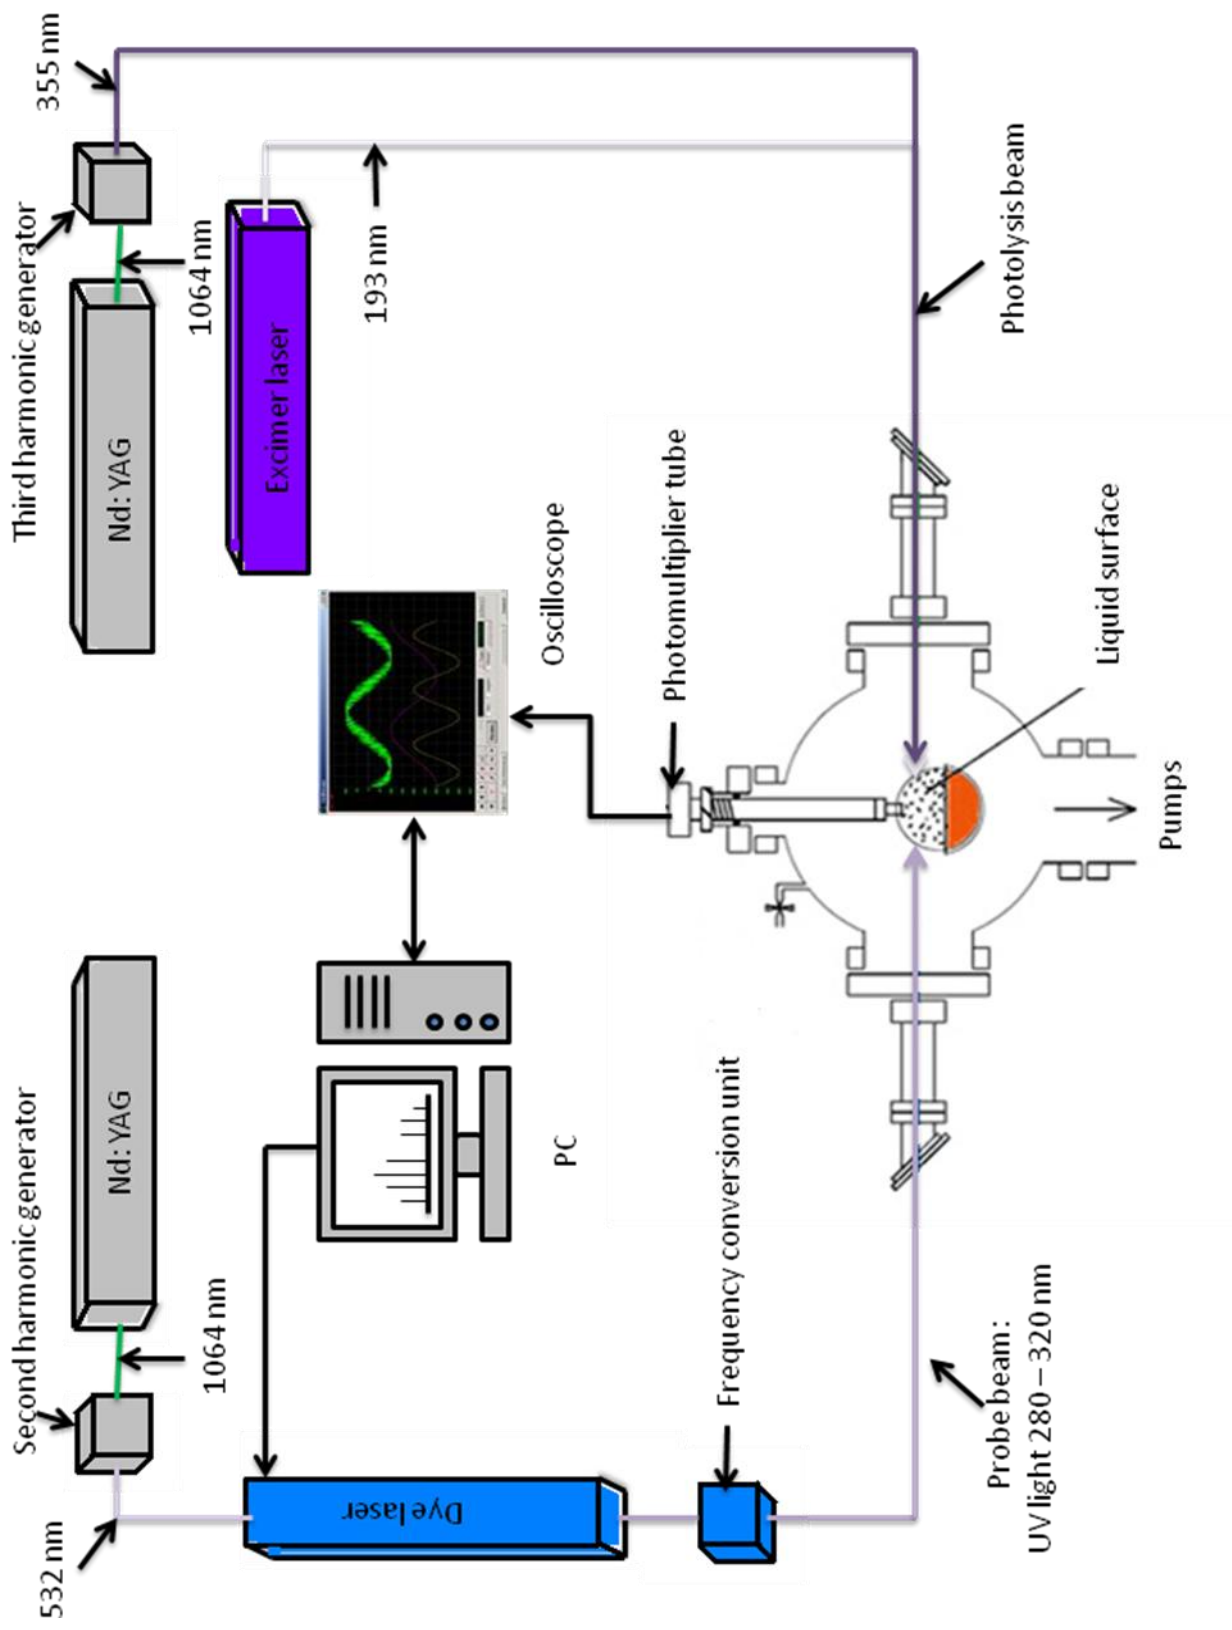 Second harmonic generator
Third harmonic generator
532 nm
Nd: YAG
Nd: YAG
355 nm
1064 nm
1064 nm
Dye laser
Excimer laser
193 nm
PC
Oscilloscope
Frequency conversion unit
Photomultiplier tube
Probe beam :
UV light 280 – 320 nm
Photolysis beam
Liquid surface
Pumps